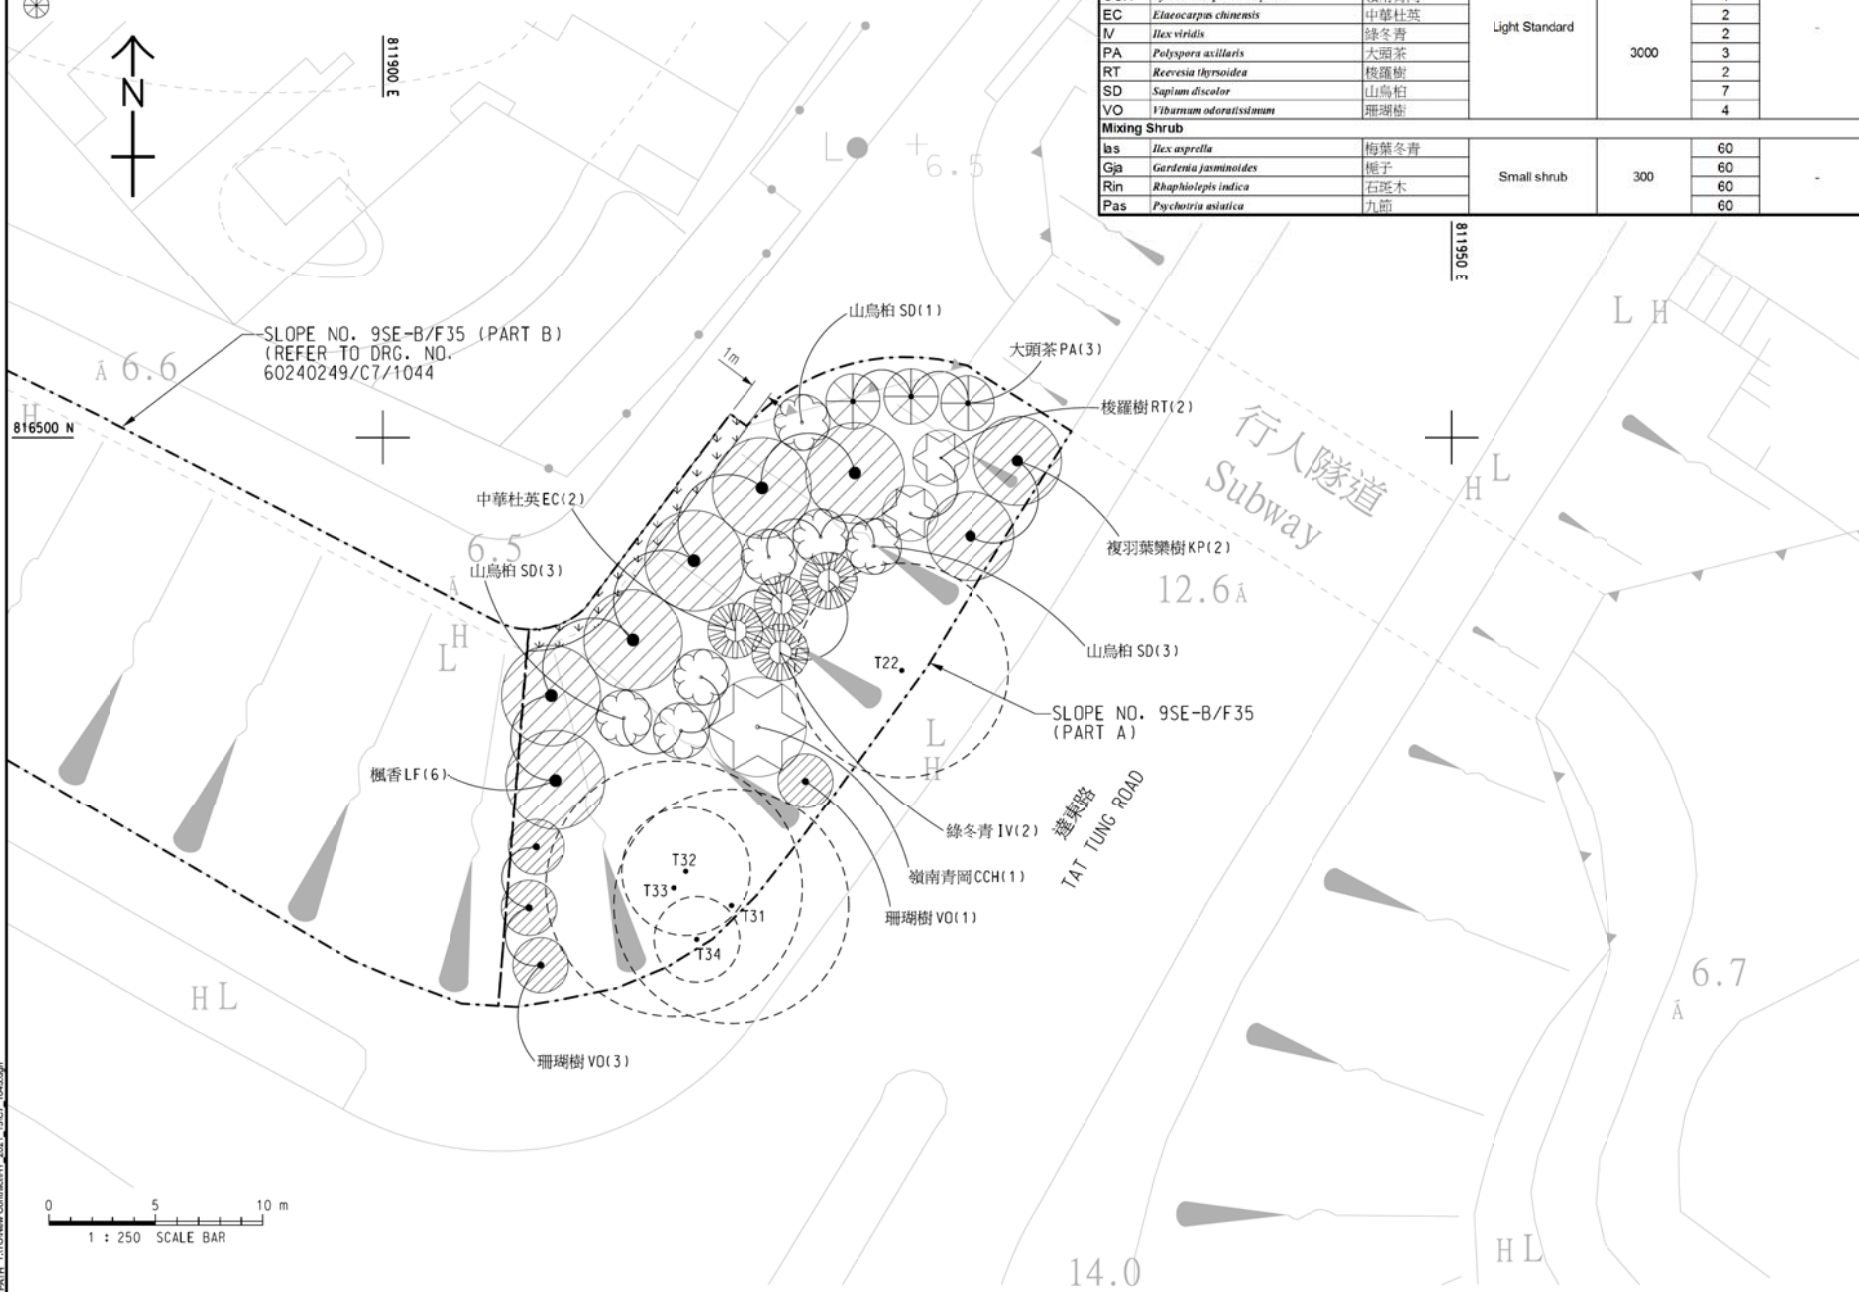 EC Elaeocarpus chinensis 中華杜英 2
Light Standard
IV Ilex viridis 綠冬青 2
PA Polyspora axillaris 大頭茶 3000 3
RT Reevesia thyrsoidea 梭羅樹 2
SD Sapium discolor 山烏桕 7
VO Viburnum odoratissimum 珊瑚樹 4
-
Mixing Shrub
Ias Ilex asprella 梅葉冬青 60
Gja Gardenia jasminoides 梔子 60
Small shrub 300 -
Rin Rhaphiolepis indica 石斑木 60
Pas Psychotria asiatica 九節 60
N
811900 E
L
+6.5
811950 E
L H
山烏桕 SD(1)
SLOPE NO. 9SE-B/F35 (PART B)
(REFER TO DRG. NO.
60240249/C7/1044
6.6
1m
大頭茶 PA(3)
梭羅樹 RT(2)
H
816500 N
行人隧道
Subway
H L
中華杜英 EC(2)
6.5
山烏桕 SD(3)
複羽葉欒樹 KP(2)
12.6
H
L
山烏桕 SD(3)
T22
SLOPE NO. 9SE-B/F35
(PART A)
L
H
楓香 LF(6)
達東路
TAT TUNG ROAD
綠冬青 IV(2)
T32
T33
嶺南青岡 CCH(1)
T31
珊瑚樹 VO(1)
T34
6.7
H L
珊瑚樹 VO(3)
0 5 10 m
1 : 250 SCALE BAR
H L
14.0